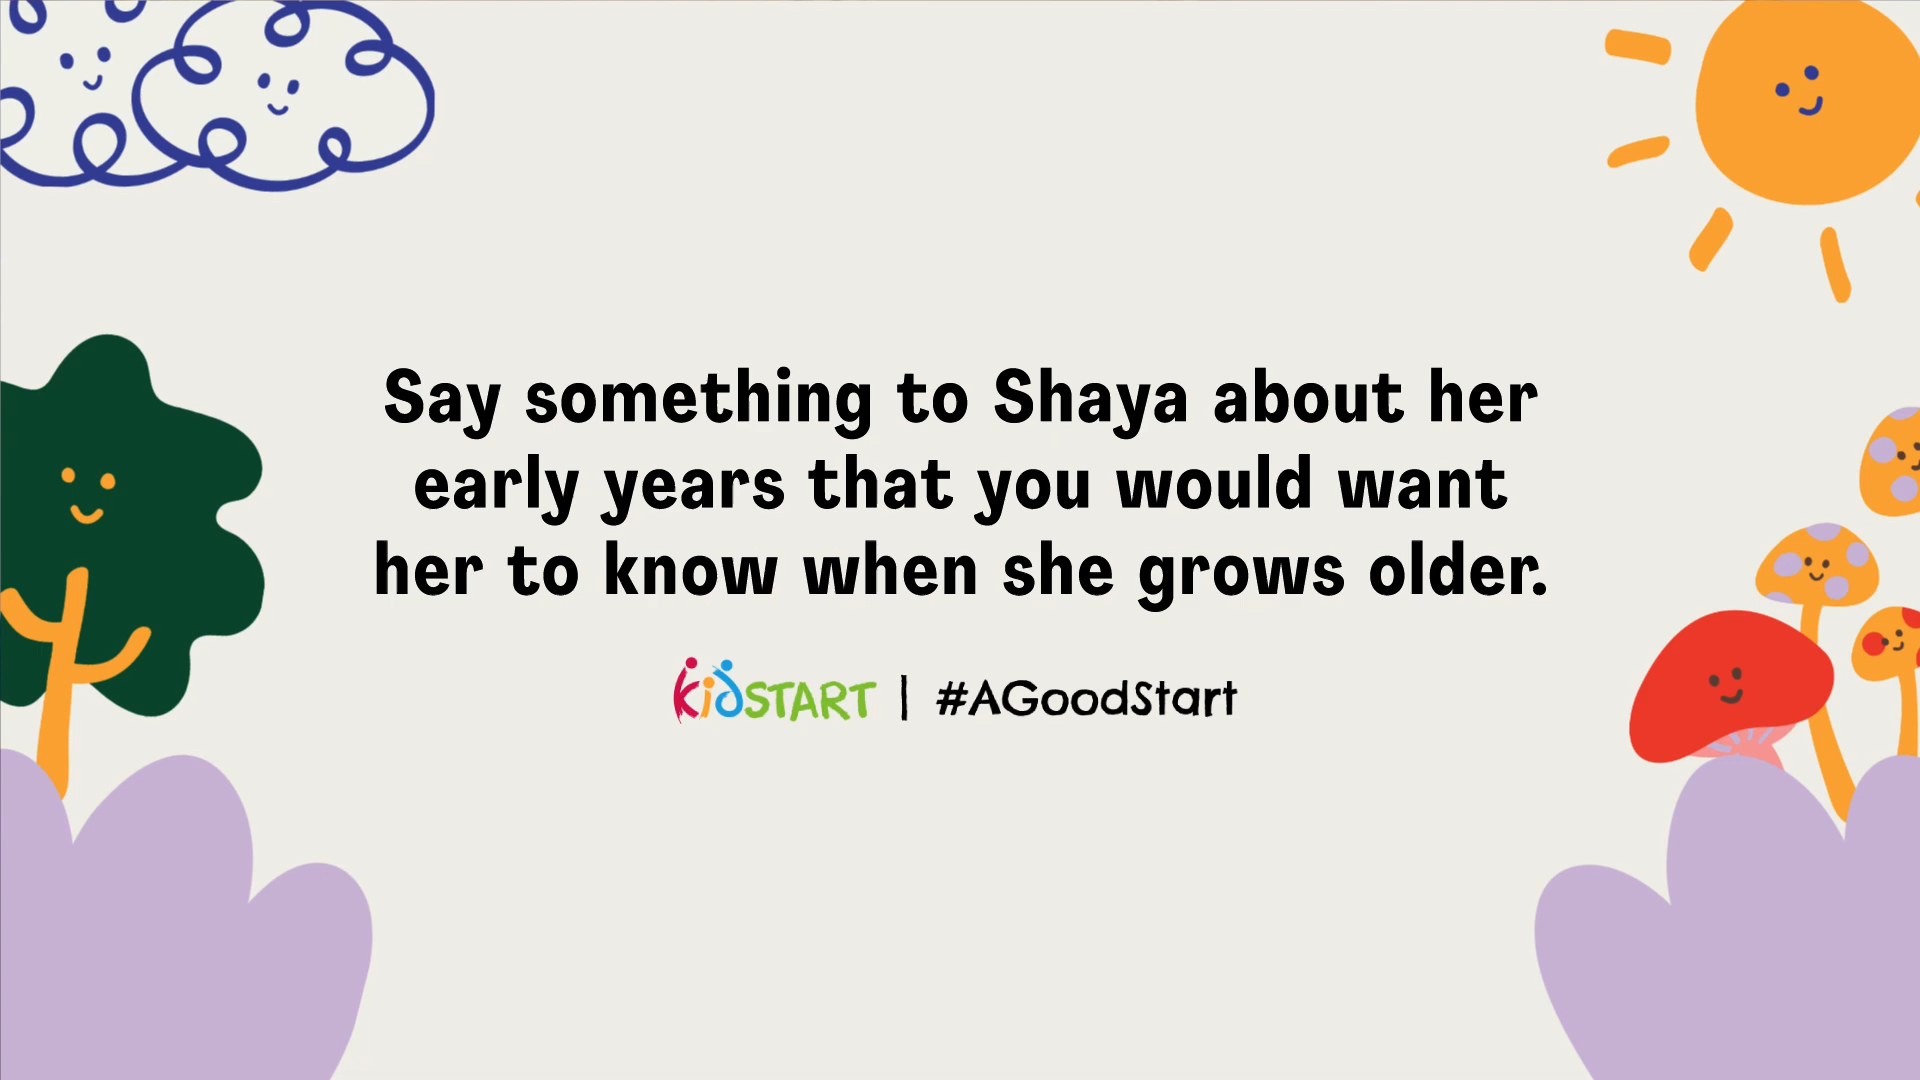 Say something to Shaya about her
early years that you would want
her to know when she grows older.
KidSTART | #AGoodStart